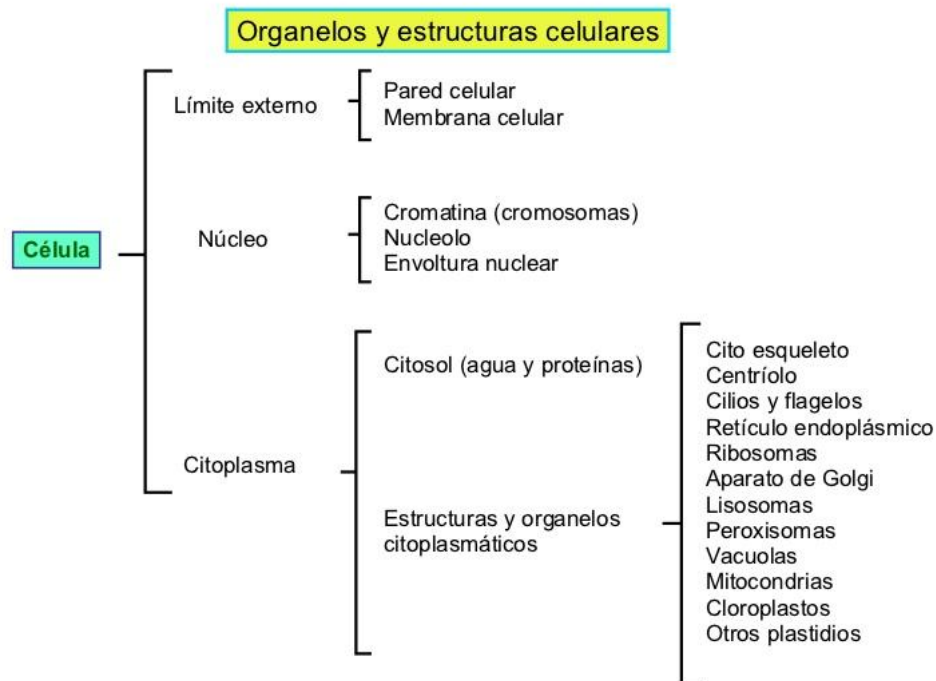 Organelos y estructuras celulares
Célula
Límite externo
Pared celular
Membrana celular
Núcleo
Cromatina (cromosomas)
Nucleolo
Envoltura nuclear
Citoplasma
Citosol (agua y proteínas)
Estructuras y organelos
citoplasmáticos
Cito esqueleto
Centríolo
Cilios y flagelos
Retículo endoplásmico
Ribosomas
Aparato de Golgi
Lisosomas
Peroxisomas
Vacuolas
Mitocondrias
Cloroplastos
Otros plastidios